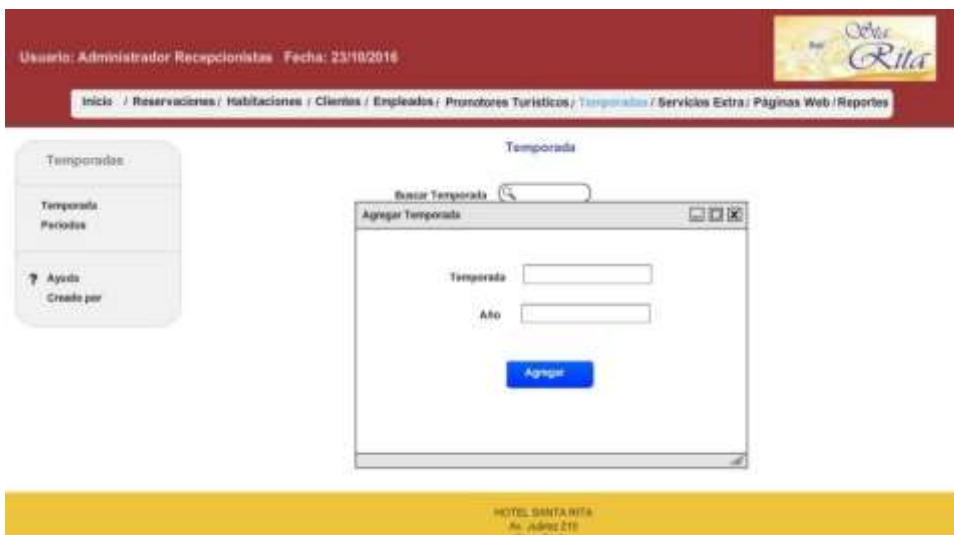 Usuario: Administrador Recepcionistas Fecha: 23/10/2016
Sta
Rita
Inicio / Reservaciones / Habitaciones / Clientes / Empleados / Promotores Turísticos / Temporadas / Servicios Extra / Páginas Web / Reportes
Temporadas
Temporada
Periodos
? Ayuda
Creado por
Temporada
Buscar Temporada
Agregar Temporada
Temporada
Año
Agregar
HOTEL SANTA RITA
Av. Juárez 210